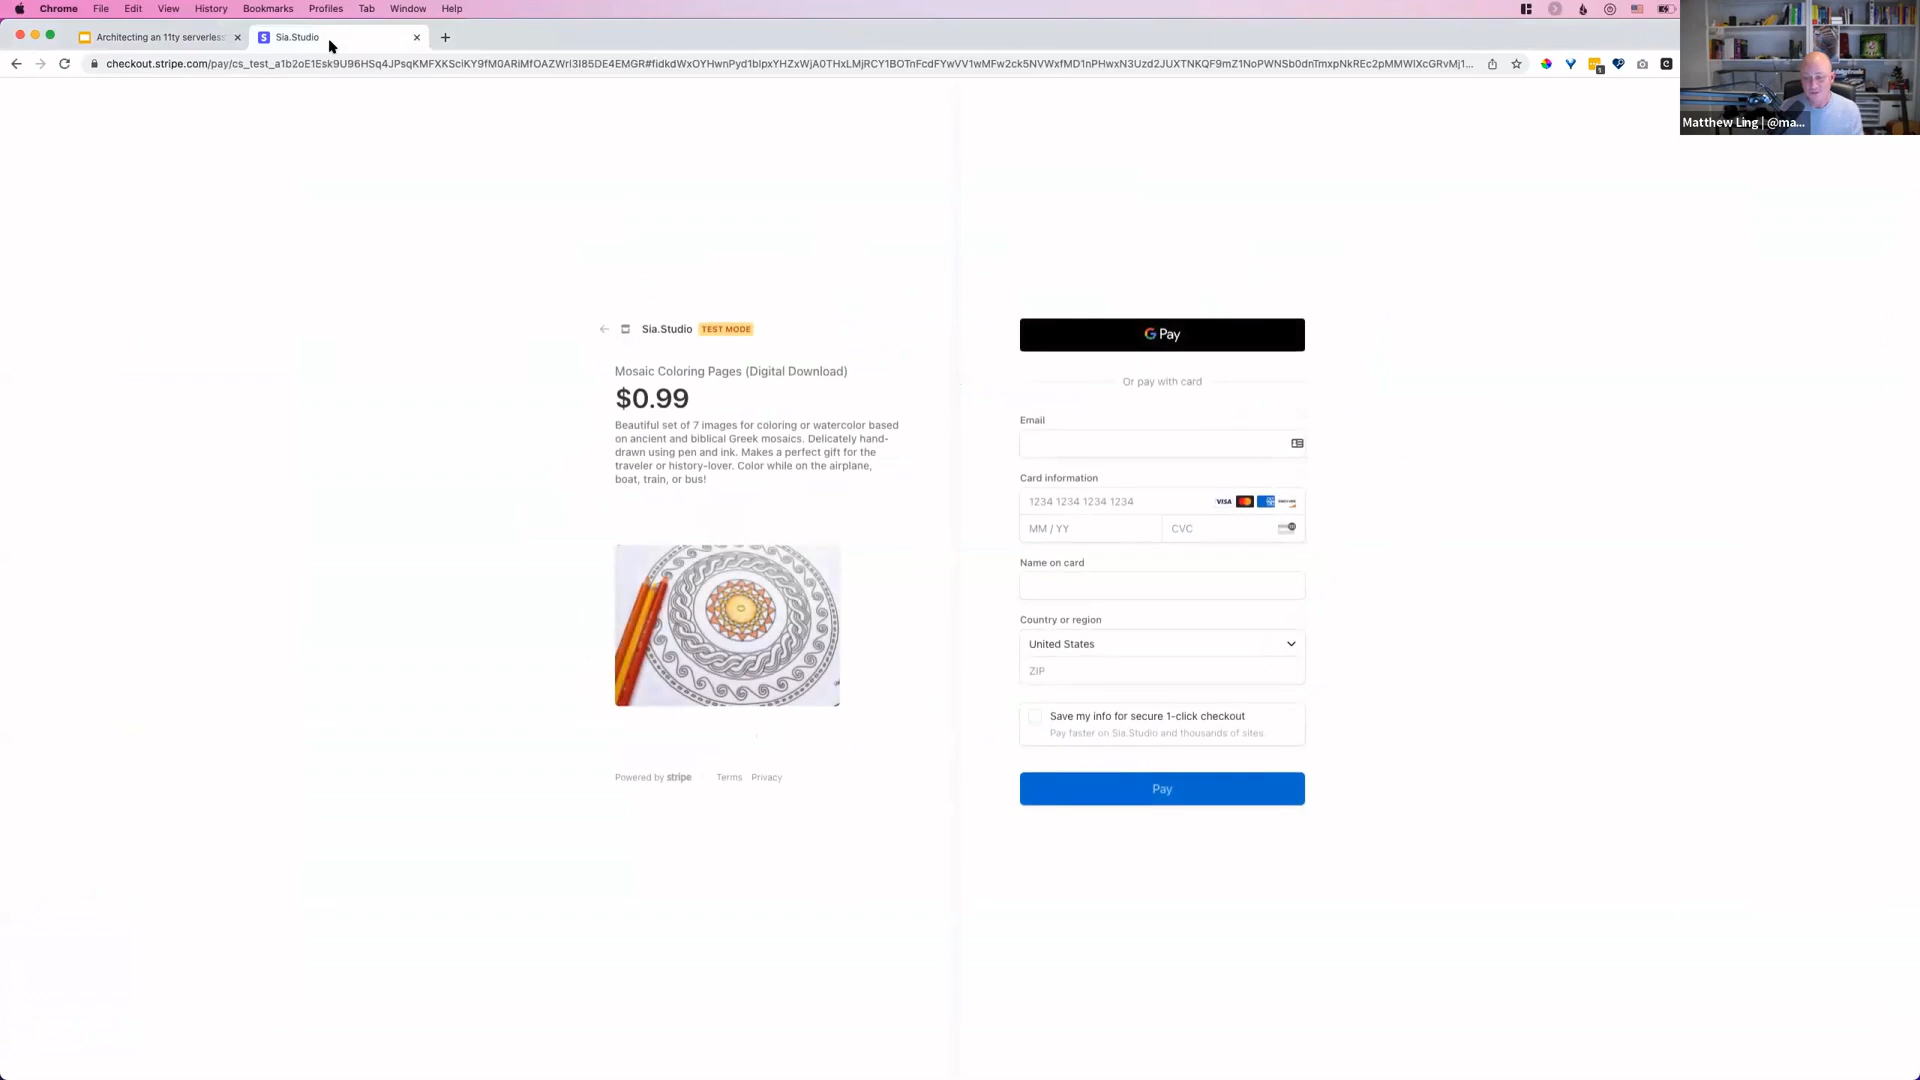 Chrome File Edit View History Bookmarks Profiles Tab Window Help
Architecting an 11ty serverless
Sia.Studio
checkout.stripe.com/pay/
Matthew Ling | @ma...
Sia.Studio TEST MODE
Mosaic Coloring Pages (Digital Download)
$0.99
Beautiful set of 7 images for coloring or watercolor based
on ancient and biblical Greek mosaics. Delicately hand-
drawn using pen and ink. Makes a perfect gift for the
traveler or history-lover. Color while on the airplane,
boat, train, or bus!
Powered by stripe Terms Privacy
G Pay
Or pay with card
Email
Card information
1234 1234 1234 1234 VISA
MM / YY CVC
Name on card
Country or region
United States
ZIP
Save my info for secure 1-click checkout
Pay faster on Sia.Studio and thousands of sites.
Pay